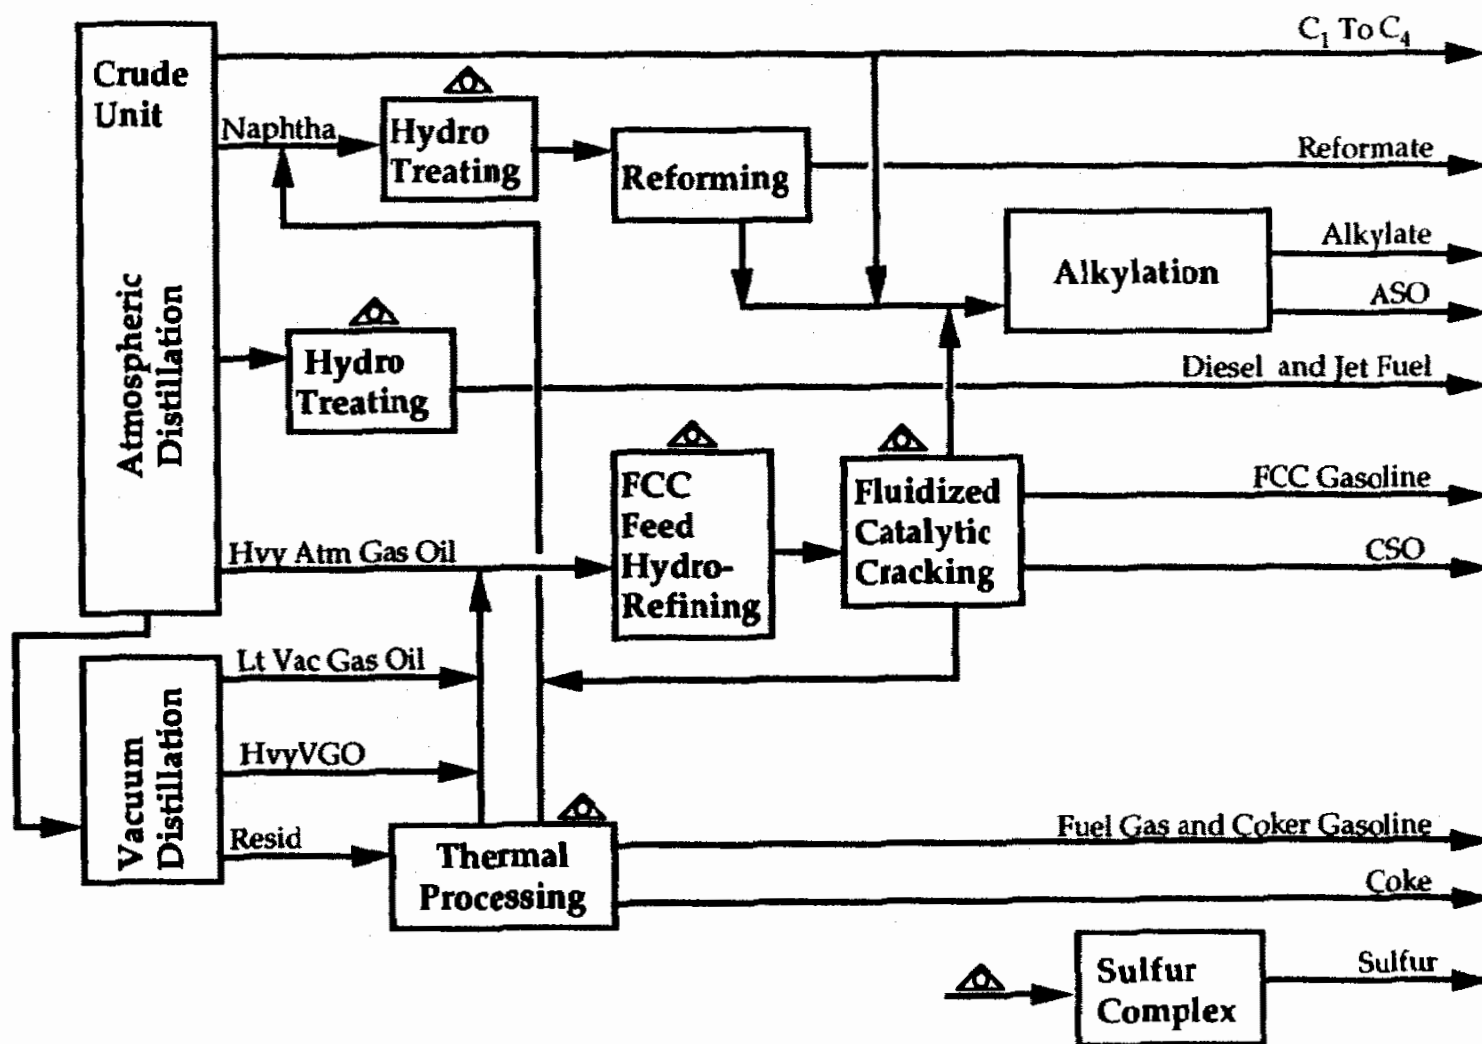 C1 To C4
Crude
Unit
Naphtha
Hydro
Treating
Reforming
Reformate
Alkylation
Alkylate
ASO
Atmospheric
Distillation
Hydro
Treating
Diesel and Jet Fuel
FCC
Feed
Hydro-
Refining
Fluidized
Catalytic
Cracking
FCC Gasoline
CSO
Hvy Atm Gas Oil
Lt Vac Gas Oil
HvyVGO
Resid
Vacuum
Distillation
Thermal
Processing
Fuel Gas and Coker Gasoline
Coke
Sulfur
Complex
Sulfur